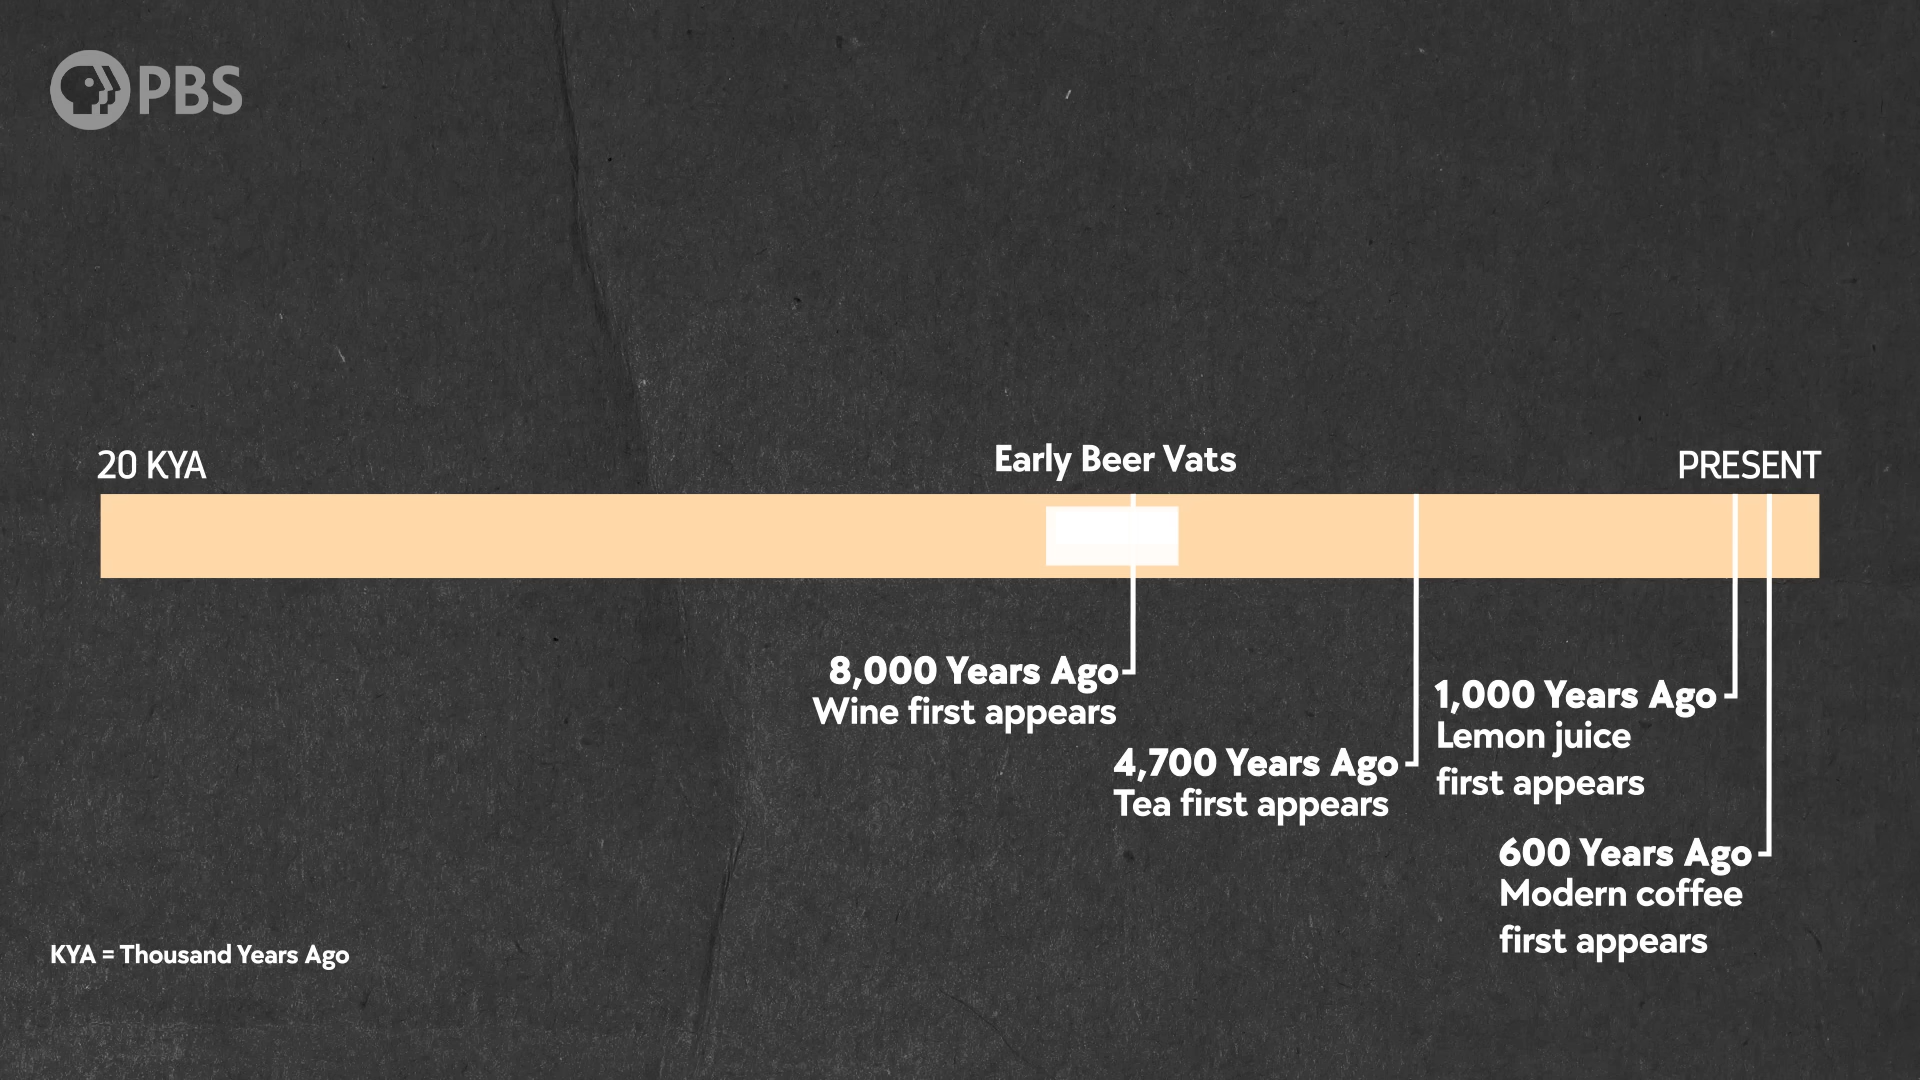 PBS
20 KYA
Early Beer Vats
PRESENT
8,000 Years Ago
Wine first appears
4,700 Years Ago
Tea first appears
1,000 Years Ago
Lemon juice
first appears
600 Years Ago
Modern coffee
first appears
KYA = Thousand Years Ago